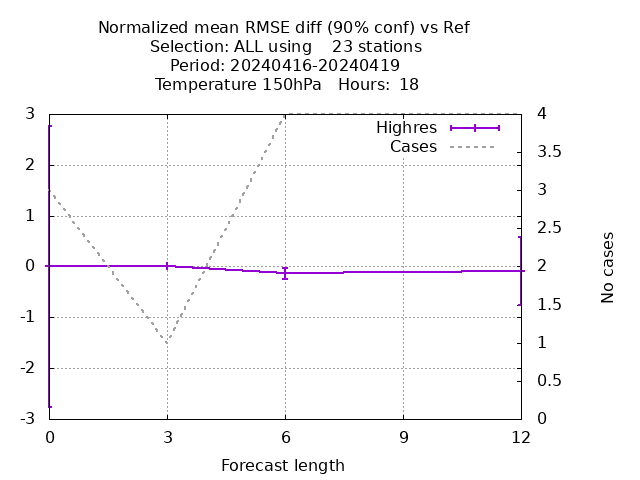 Normalized mean RMSE diff (90% conf) vs Ref
Selection: ALL using    23 stations
Period: 20240416-20240419
Temperature 150hPa   Hours:  18
Highres
Cases
3
2
1
0
-1
-2
-3
4
3.5
3
2.5
2
1.5
1
0.5
0
No cases
0 3 6 9 12
Forecast length